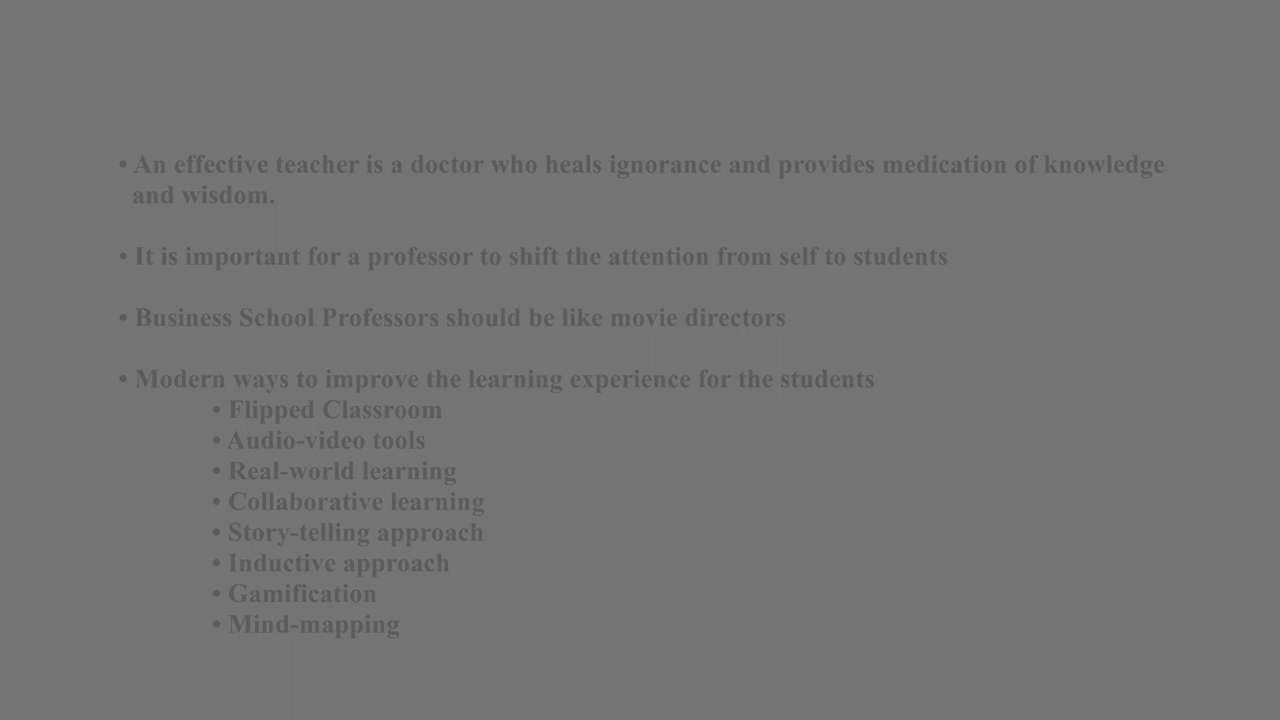 • An effective teacher is a doctor who heals ignorance and provides medication of knowledge
and wisdom.
• It is important for a professor to shift the attention from self to students
• Business School Professors should be like movie directors
• Modern ways to improve the learning experience for the students
• Flipped Classroom
• Audio-video tools
• Real-world learning
• Collaborative learning
• Story-telling approach
• Inductive approach
• Gamification
• Mind-mapping